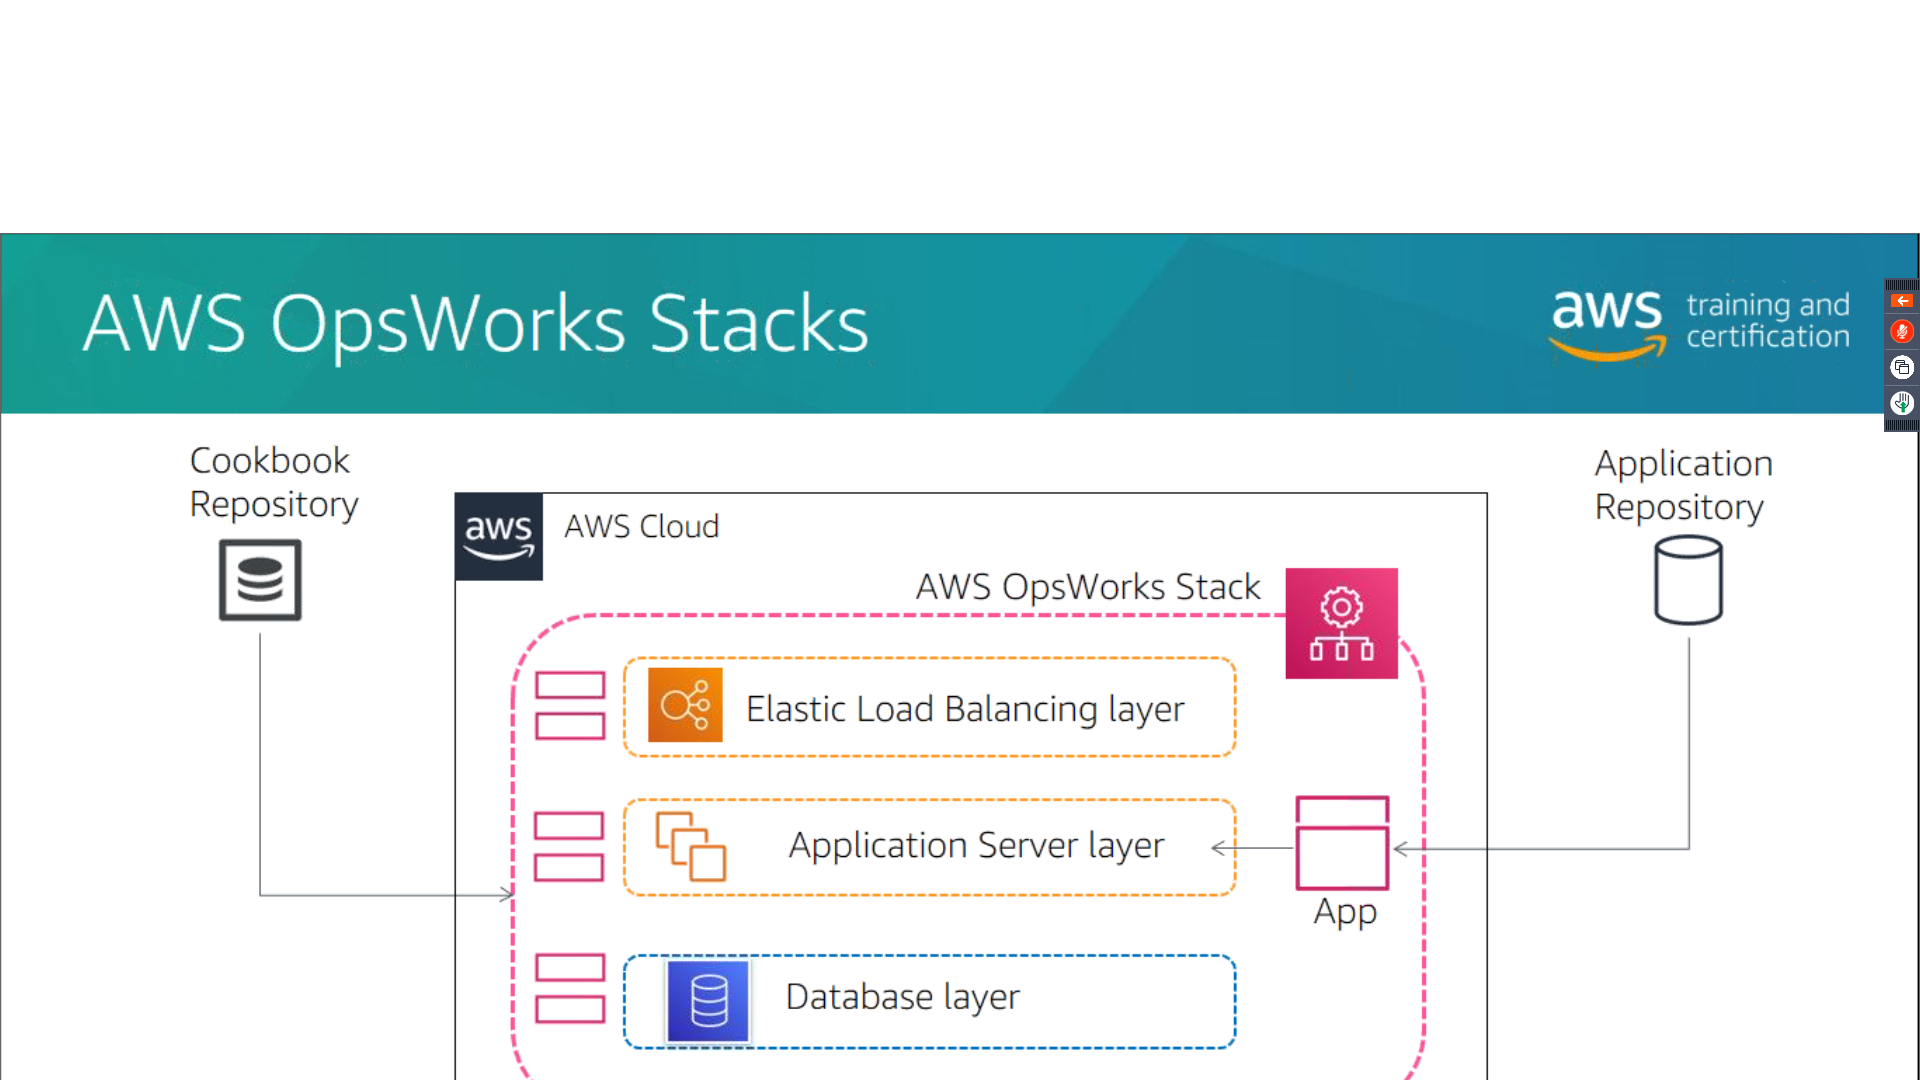 AWS OpsWorks Stacks
aws training and
certification
Cookbook
Repository
Application
Repository
aws AWS Cloud
AWS OpsWorks Stack
Elastic Load Balancing layer
Application Server layer
App
Database layer